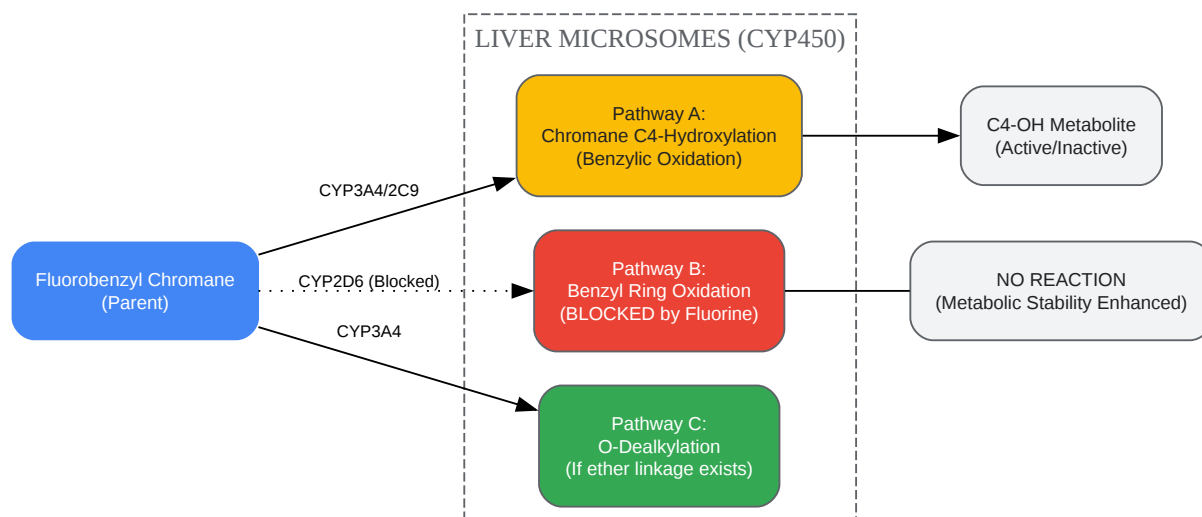 LIVER MICROSOMES (CYP450)
Pathway A:
Chromane C4-Hydroxylation
(Benzylic Oxidation)
C4-OH Metabolite
(Active/Inactive)
CYP3A4/2C9
Fluorobenzyl Chromane
(Parent)
CYP2D6 (Blocked)
Pathway B:
Benzyl Ring Oxidation
(BLOCKED by Fluorine)
NO REACTION
(Metabolic Stability Enhanced)
CYP3A4
Pathway C:
O-Dealkylation
(If ether linkage exists)